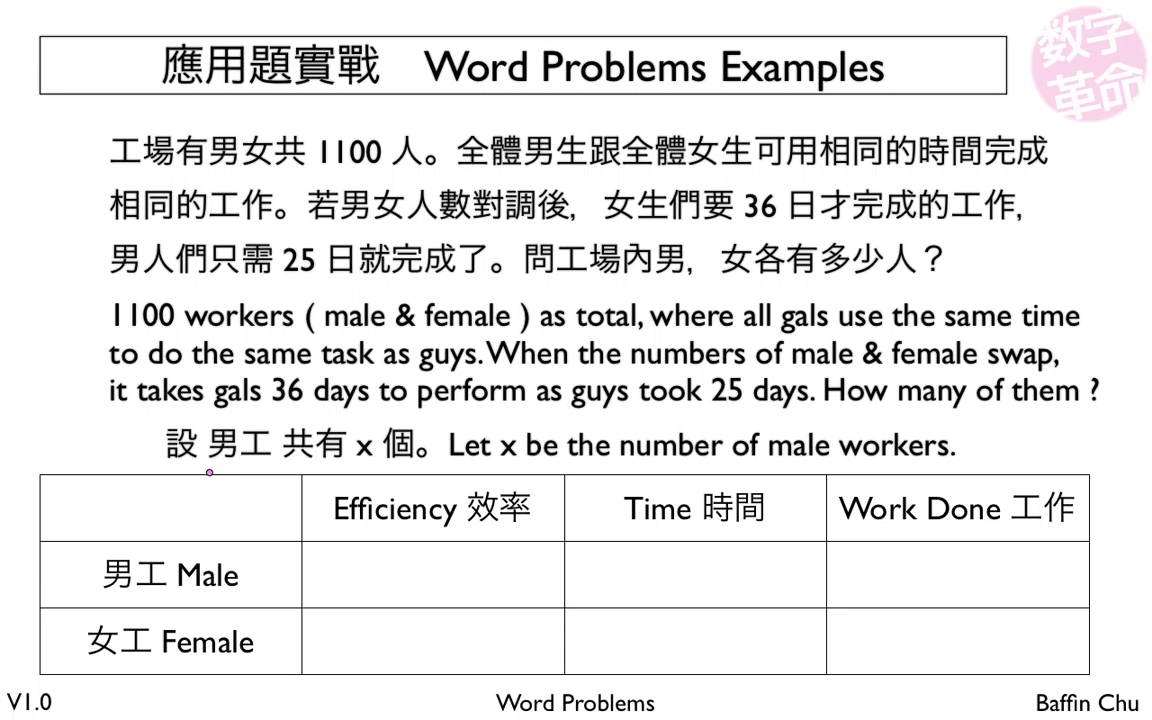 数字
革命
應用題實戰 Word Problems Examples
工場有男女共 1100 人。全體男生跟全體女生可用相同的時間完成
相同的工作。若男女人數對調後，女生們要 36 日才完成的工作，
男人們只需 25 日就完成了。問工場內男，女各有多少人？
1100 workers ( male & female ) as total, where all gals use the same time
to do the same task as guys. When the numbers of male & female swap,
it takes gals 36 days to perform as guys took 25 days. How many of them ?
設 男工 共有 x 個。Let x be the number of male workers.
Efficiency 效率 Time 時間 Work Done 工作
男工 Male
女工 Female
V1.0 Word Problems Baffin Chu